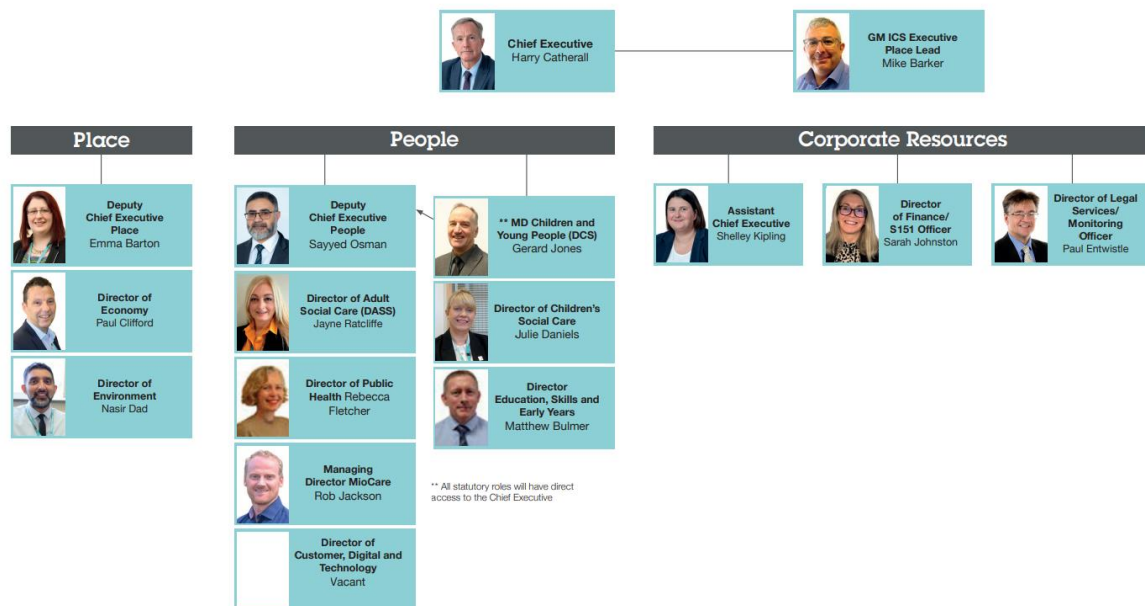 Chief Executive
Harry Catherall
GM ICS Executive
Place Lead
Mike Barker
Place
Deputy
Chief Executive
Place
Emma Barton
Director of
Economy
Paul Clifford
Director of
Environment
Nasir Dad
People
Deputy
Chief Executive
People
Sayyed Osman
Director of Adult
Social Care (DASS)
Jayne Ratcliffe
Director of Public
Health Rebecca
Fletcher
Managing
Director MioCare
Rob Jackson
Director of
Customer, Digital and
Technology
Vacant
** MD Children and
Young People (DCS)
Gerard Jones
Director of Children's
Social Care
Julie Daniels
Director
Education, Skills and
Early Years
Matthew Bulmer
** All statutory roles will have direct
access to the Chief Executive
Corporate Resources
Assistant
Chief Executive
Shelley Kipling
Director
of Finance/
S151 Officer
Sarah Johnston
Director of Legal
Services/
Monitoring
Officer
Paul Entwistle